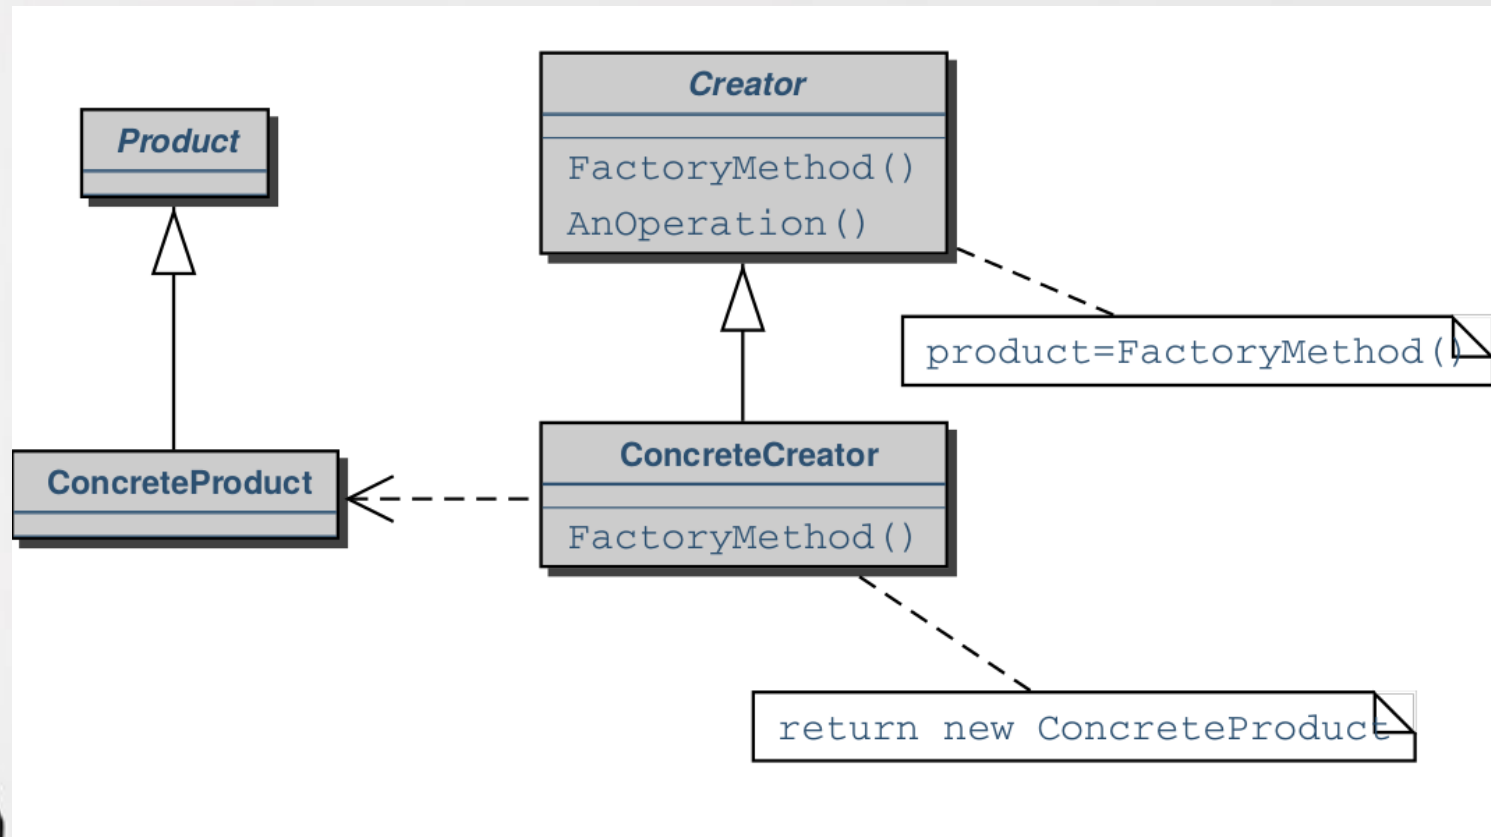 Product
Creator
FactoryMethod()
AnOperation()
product=FactoryMethod()
ConcreteProduct
ConcreteCreator
FactoryMethod()
return new ConcreteProduct